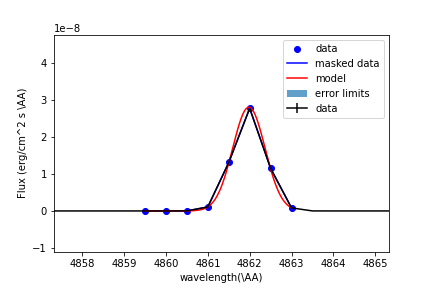 1e−8
data
masked data
model
error limits
data
4
3
2
1
0
−1
Flux (erg/cm^2 s \AA)
4858 4859 4860 4861 4862 4863 4864 4865
wavelength(\AA)